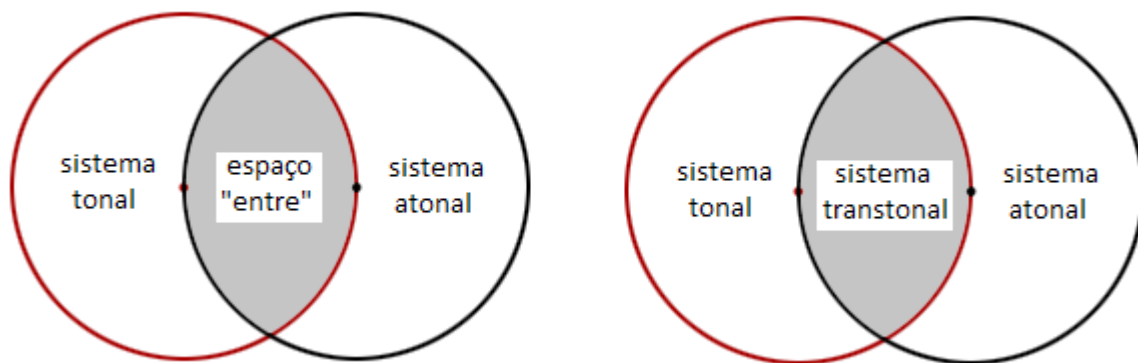 sistema
tonal
espaço
"entre"
sistema
atonal
sistema
tonal
sistema
transtonal
sistema
atonal